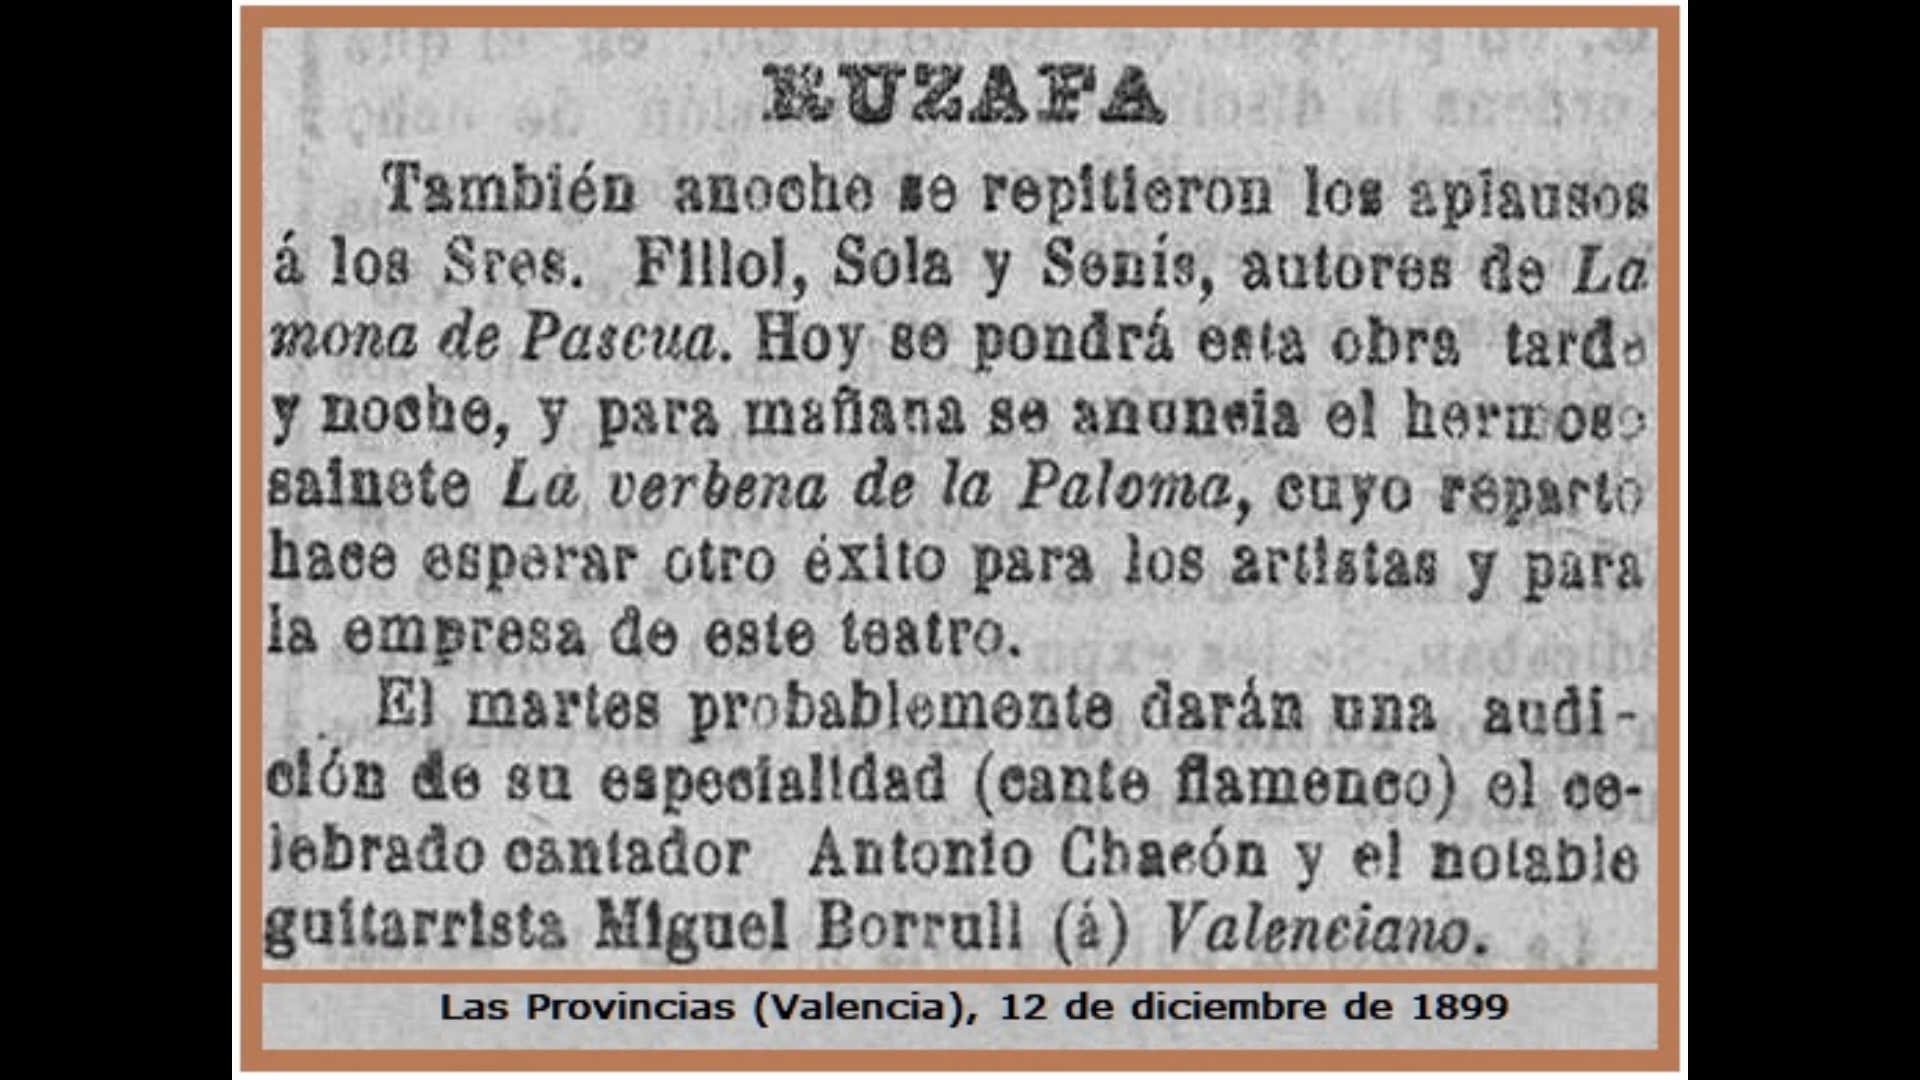 RUZAFA
También anoche se repitieron los aplausos
á los Sres. Fillol, Sola y Senís, autores de La
mona de Pascua. Hoy se pondrá esta obra tarde
y noche, y para mañana se anuncia el hermoso
sainete La verbena de la Paloma, cuyo reparto
hace esperar otro éxito para los artistas y para
la empresa de este teatro.
El martes probablemente darán una audi-
ción de su especialidad (cante flamenco) el ce-
lebrado cantador Antonio Chacón y el notable
guitarrista Miguel Borrull (á) Valenciano.
Las Provincias (Valencia), 12 de diciembre de 1899